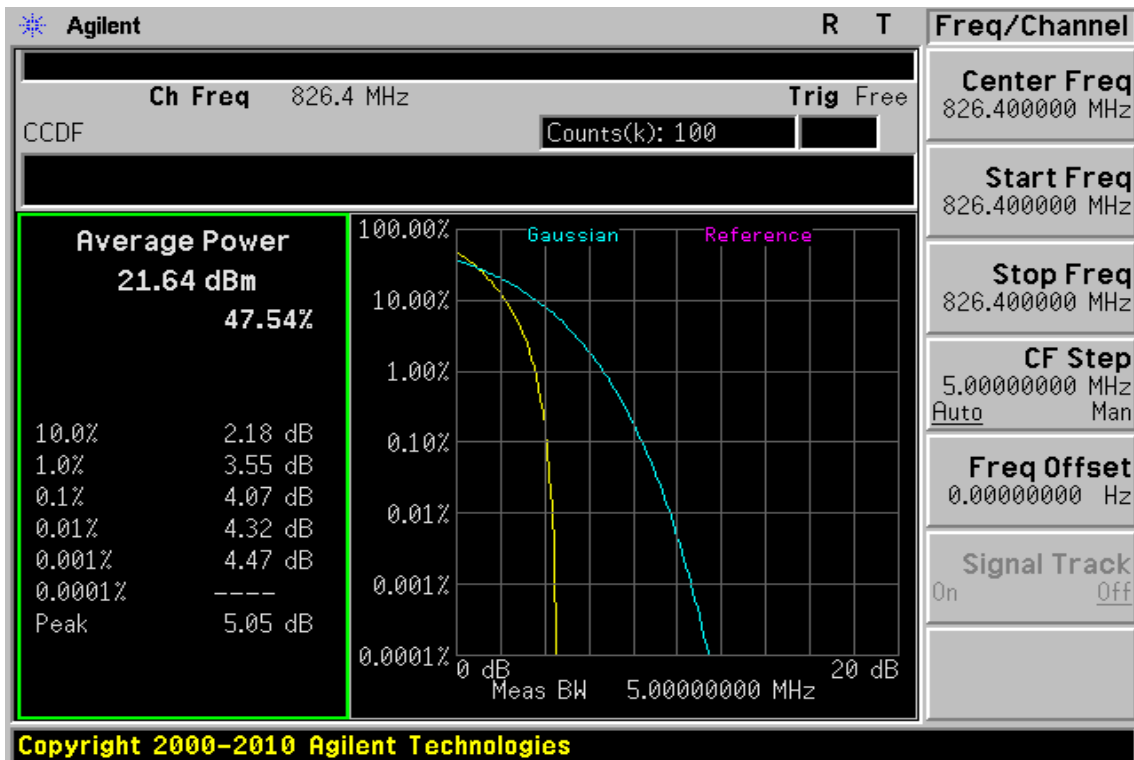 Agilent R T
Ch Freq 826.4 MHz Trig Free
CCDF Counts(k): 100
Average Power
21.64 dBm
47.54%
10.0% 2.18 dB
1.0% 3.55 dB
0.1% 4.07 dB
0.01% 4.32 dB
0.001% 4.47 dB
0.0001% ----
Peak 5.05 dB
Gaussian Reference
100.00%
10.00%
1.00%
0.10%
0.01%
0.001%
0.0001%
0 dB 20 dB
Meas BW 5.00000000 MHz
Freq/Channel
Center Freq
826.400000 MHz
Start Freq
826.400000 MHz
Stop Freq
826.400000 MHz
CF Step
5.00000000 MHz
Auto Man
Freq Offset
0.00000000 Hz
Signal Track
On Off
Copyright 2000-2010 Agilent Technologies